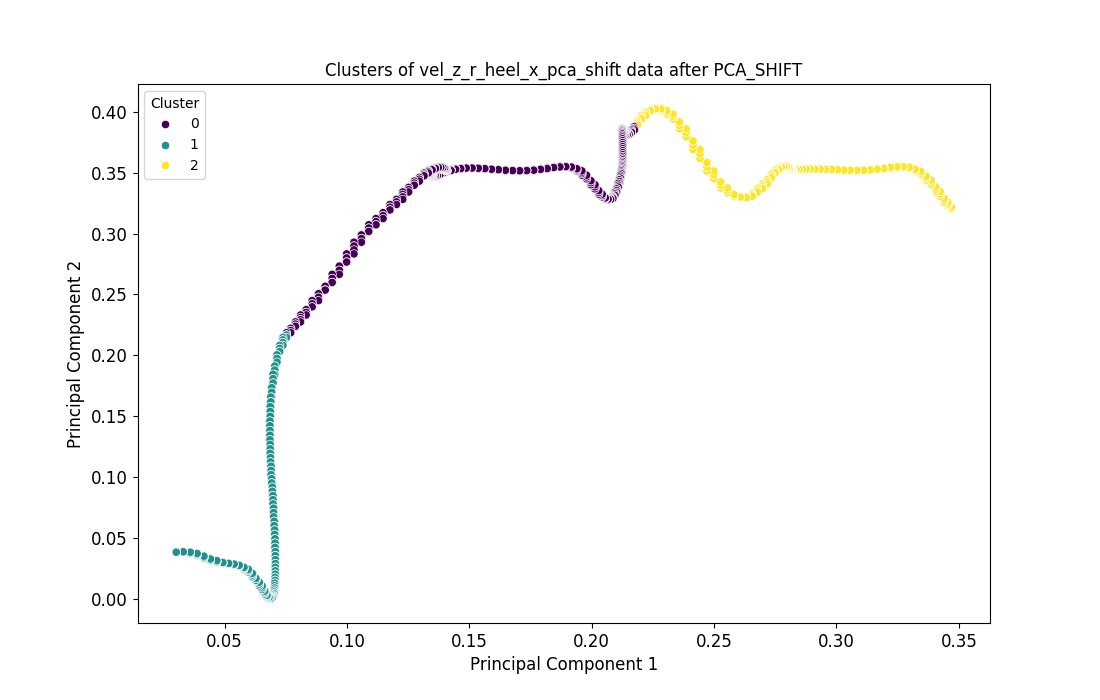 Clusters of vel_z_r_heel_x_pca_shift data after PCA_SHIFT
Cluster
0
1
2
0.40
0.35
0.30
0.25
0.20
0.15
0.10
0.05
0.00
Principal Component 2
0.05 0.10 0.15 0.20 0.25 0.30 0.35
Principal Component 1